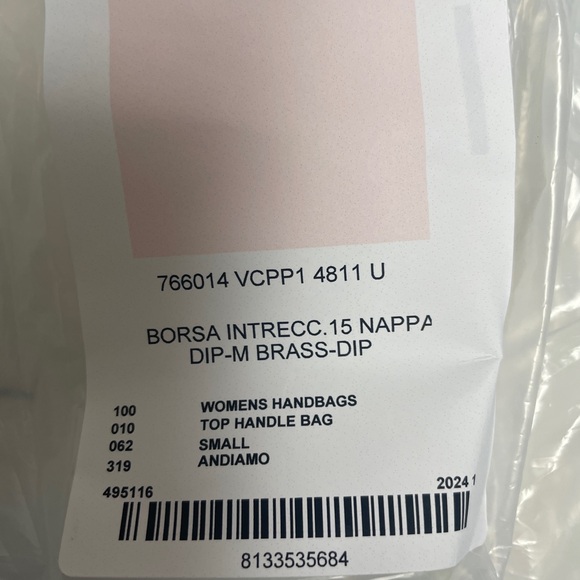 766014 VCPP1 4811 U
BORSA INTRECC.15 NAPPA
DIP-M BRASS-DIP
100 WOMENS HANDBAGS
010 TOP HANDLE BAG
062 SMALL
319 ANDIAMO
495116 2024 1
8133535684